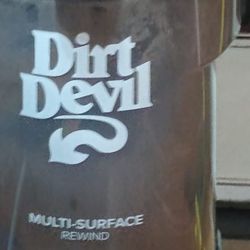 Dirt
Devil
MULTI-SURFACE
REWIND